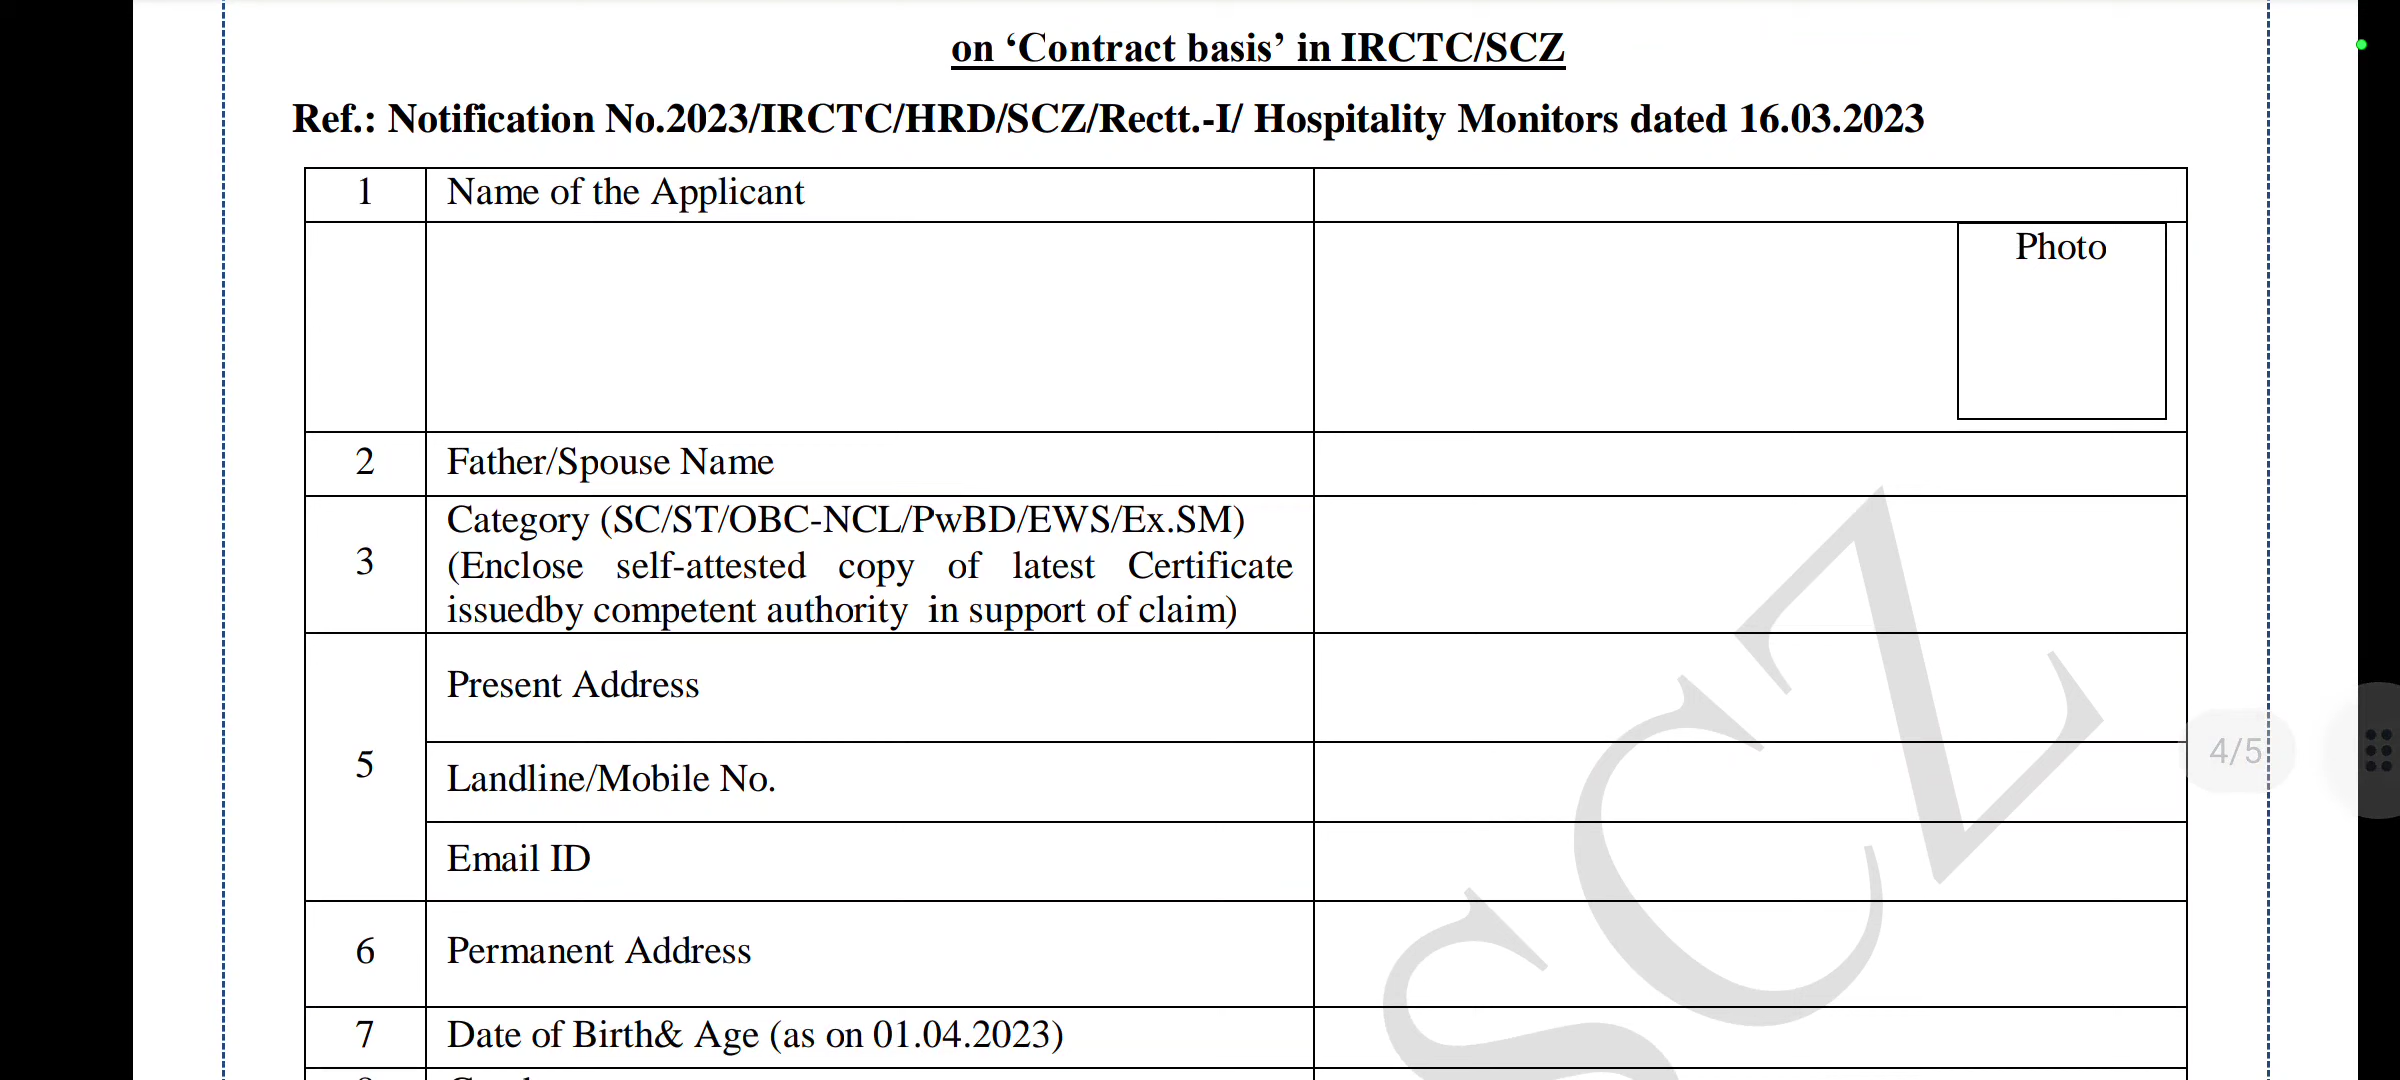 on ‘Contract basis’ in IRCTC/SCZ
Ref.: Notification No.2023/IRCTC/HRD/SCZ/Rectt.-I/ Hospitality Monitors dated 16.03.2023
1 Name of the Applicant
Photo
2 Father/Spouse Name
3 Category (SC/ST/OBC-NCL/PwBD/EWS/Ex.SM)
(Enclose self-attested copy of latest Certificate
issuedby competent authority in support of claim)
5 Present Address
Landline/Mobile No.
Email ID
6 Permanent Address
7 Date of Birth& Age (as on 01.04.2023)
SCZ
4/5